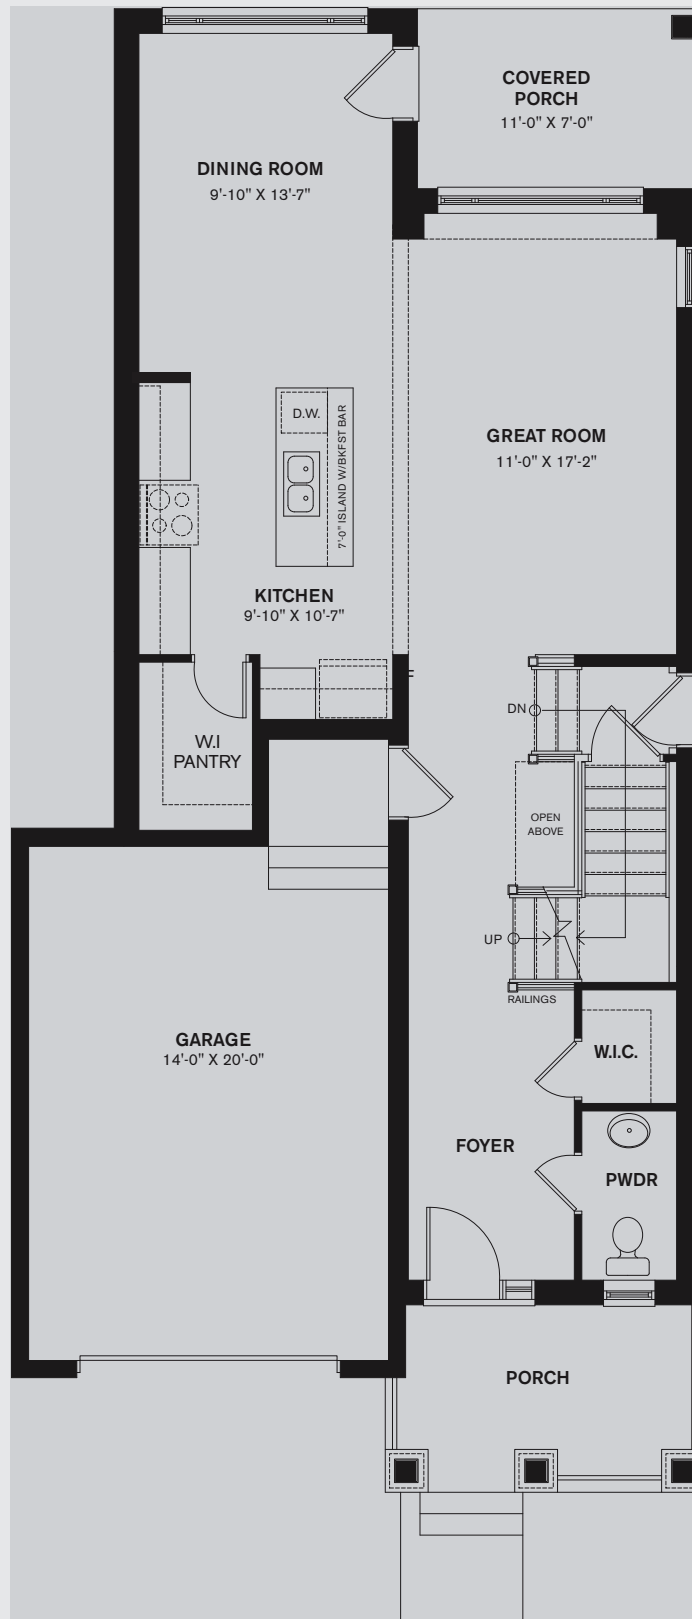 COVERED
PORCH
11'-0" X 7'-0"
DINING ROOM
9'-10" X 13'-7"
D.W.
7'-0" ISLAND W/BKFST BAR
GREAT ROOM
11'-0" X 17'-2"
KITCHEN
9'-10" X 10'-7"
DN
W.I
PANTRY
OPEN
ABOVE
UP
RAILINGS
GARAGE
14'-0" X 20'-0"
W.I.C.
FOYER
PWDR
PORCH